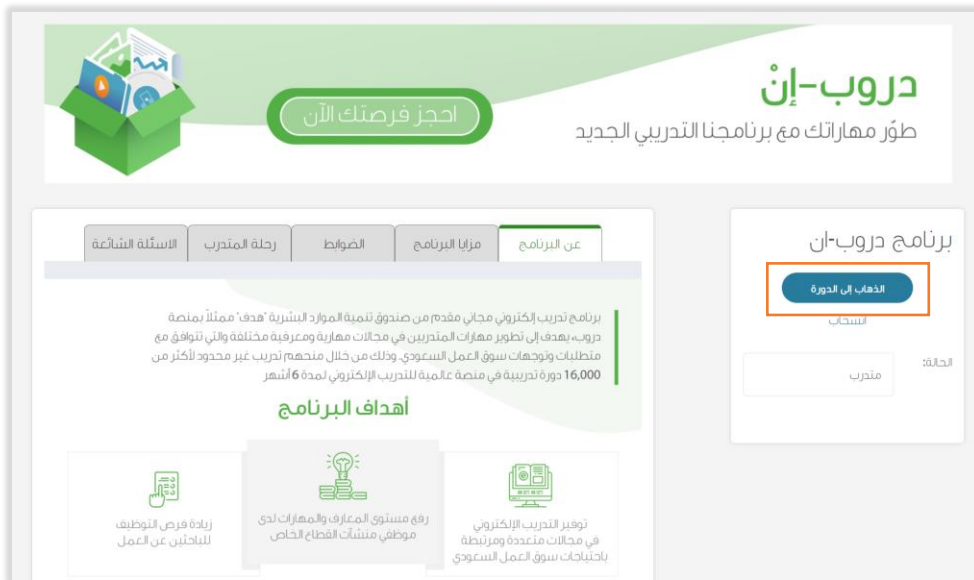 دروب-إنْ
طوّر مهاراتك مع برنامجنا التدريبي الجديد
احجز فرصتك الآن
برنامج دروب-ان
الذهاب إلى الدورة
انسحاب
الحالة:
متدرب
عن البرنامج
مزايا البرنامج
الضوابط
رحلة المتدرب
الاسئلة الشائعة
برنامج تدريب إلكتروني مجاني مقدم من صندوق تنمية الموارد البشرية "هدف" ممثلاً بمنصة
دروب، يهدف إلى تطوير مهارات المتدربين في مجالات مهارية ومعرفية مختلفة والتي تتوافق مع
متطلبات وتوجهات سوق العمل السعودي. وذلك من خلال منحهم تدريب غير محدود لأكثر من
16,000 دورة تدريبية في منصة عالمية للتدريب الإلكتروني لمدة 6 أشهر
أهداف البرنامج
توفير التدريب الإلكتروني
في مجالات متعددة ومرتبطة
باحتياجات سوق العمل السعودي
رفع مستوى المعارف والمهارات لدى
موظفي منشآت القطاع الخاص
زيادة فرص التوظيف
للباحثين عن العمل